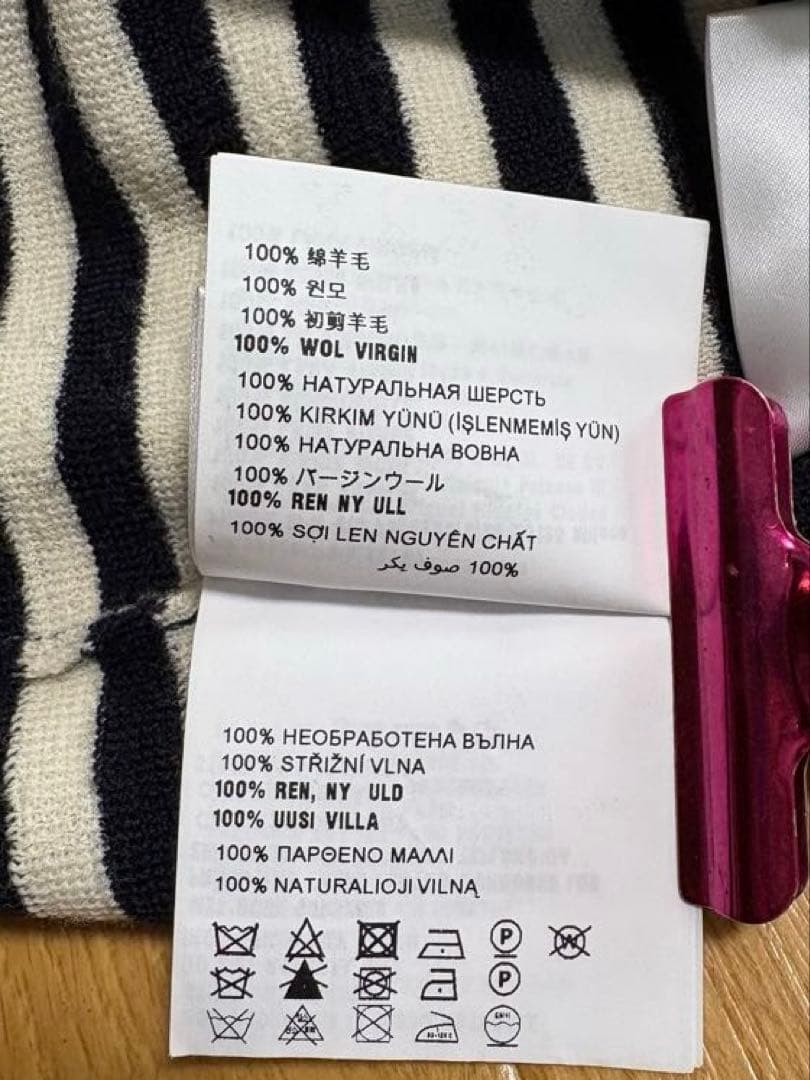 100% 绵羊毛
100% 원모
100% 初剪羊毛
100% WOL VIRGIN
100% НАТУРАЛЬНАЯ ШЕРСТЬ
100% KIRKIM YÜNÜ (İŞLENMEMİŞ YÜN)
100% НАТУРАЛЬНА ВОВНА
100% バージンウール
100% REN NY ULL
100% SỢI LEN NGUYÊN CHẤT
100% صوف بكر
100% НЕОБРАБОТЕНА ВЪЛНА
100% STŘIŽNÍ VLNA
100% REN, NY ULD
100% UUSI VILLA
100% ΠΑΡΘΕΝΟ ΜΑΛΛΙ
100% NATURALIOJI VILNĄ
P W
P